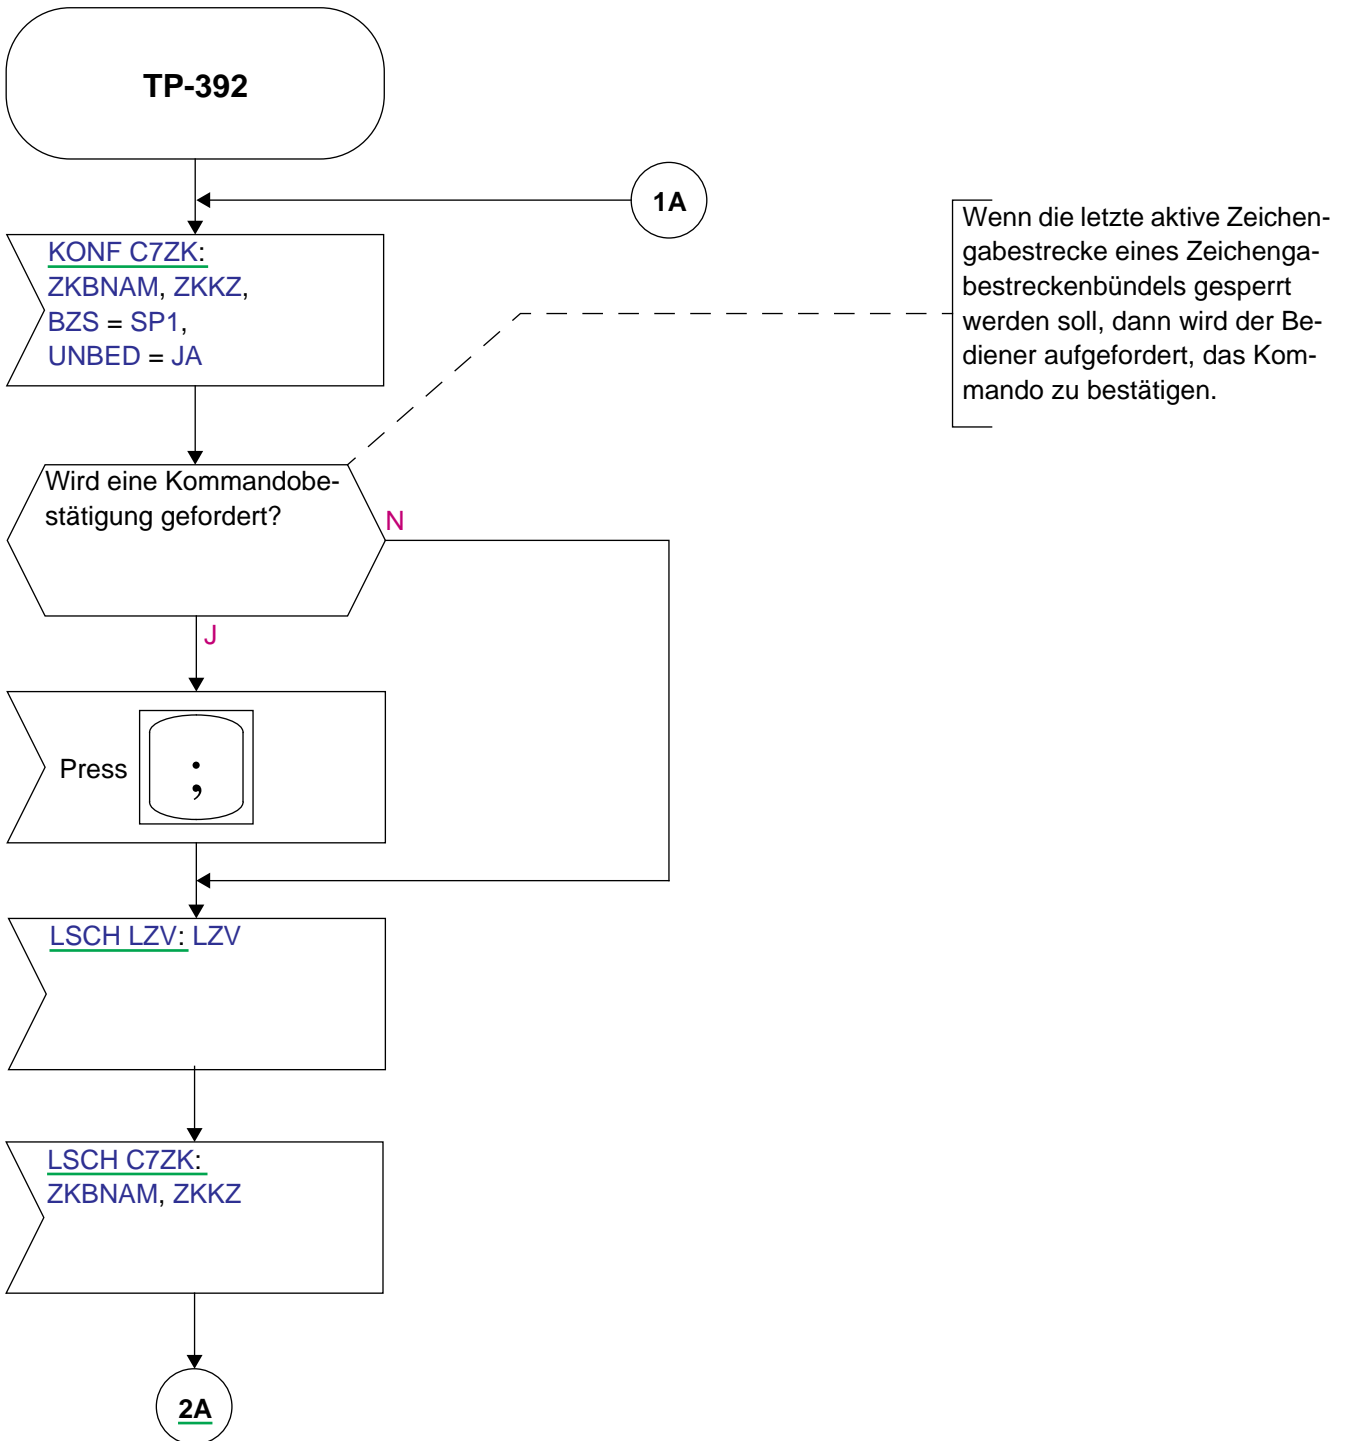 TP-392
1A
KONF C7ZK:
ZKBNAM, ZKKZ,
BZS = SP1,
UNBED = JA
Wenn die letzte aktive Zeichen-
gabestrecke eines Zeichenga-
bestreckenbündels gesperrt
werden soll, dann wird der Be-
diener aufgefordert, das Kom-
mando zu bestätigen.
Wird eine Kommandobe-
stätigung gefordert?
N
J
Press ;
LSCH LZV: LZV
LSCH C7ZK:
ZKBNAM, ZKKZ
2A